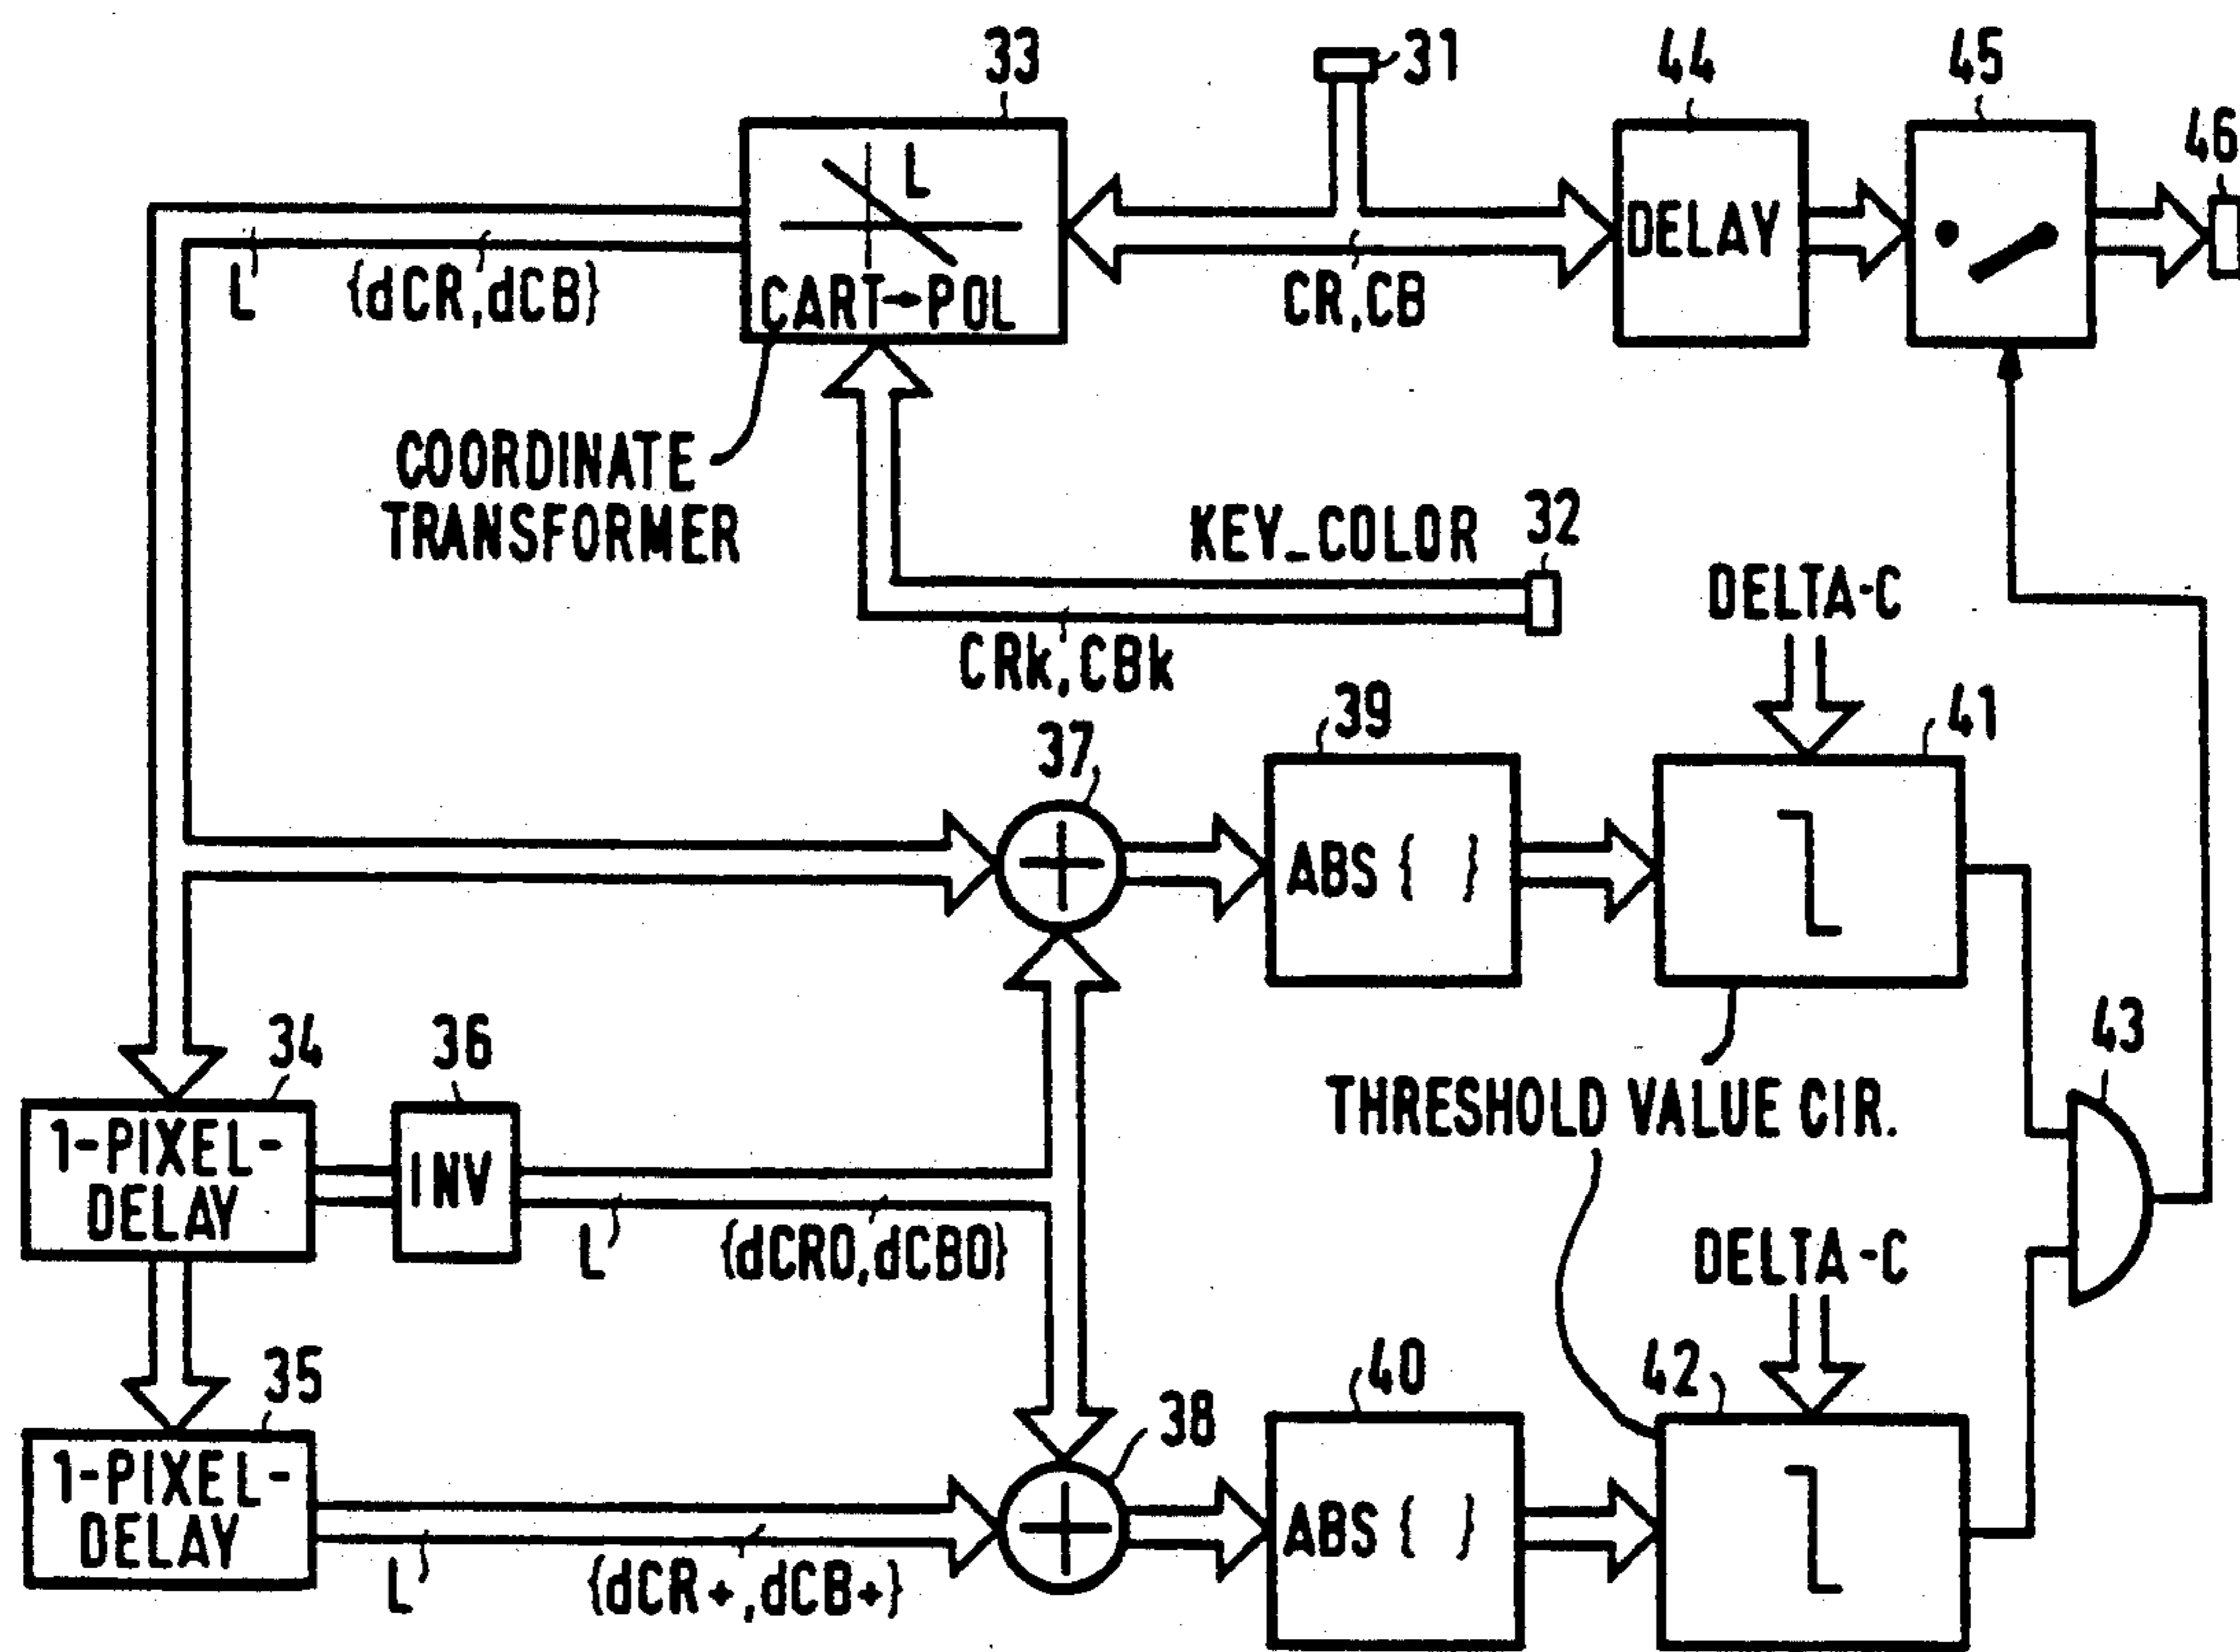 33
31
44
45
46
L
CART→POL
DELAY
L
{dCR,dCB}
CR,CB
COORDINATE
TRANSFORMER
KEY_COLOR
32
CRk,CBk
DELTA-C
37
39
41
ABS { }
34
36
43
1-PIXEL-
DELAY
INV
THRESHOLD VALUE CIR.
L
{dCRO,dCBO}
DELTA-C
35
38
40
42
1-PIXEL-
DELAY
ABS { }
L
{dCR+,dCB+}